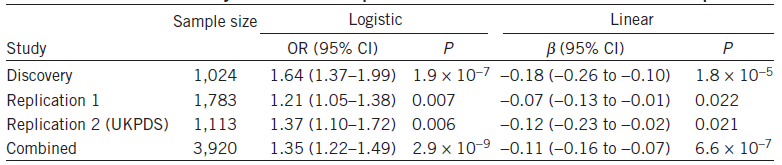 Sample size Logistic Linear
Study OR (95% CI) P β (95% CI) P
Discovery 1,024 1.64 (1.37–1.99) 1.9 × 10−7 −0.18 (−0.26 to −0.10) 1.8 × 10−5
Replication 1 1,783 1.21 (1.05–1.38) 0.007 −0.07 (−0.13 to −0.01) 0.022
Replication 2 (UKPDS) 1,113 1.37 (1.10–1.72) 0.006 −0.12 (−0.23 to −0.02) 0.021
Combined 3,920 1.35 (1.22–1.49) 2.9 × 10−9 −0.11 (−0.16 to −0.07) 6.6 × 10−7